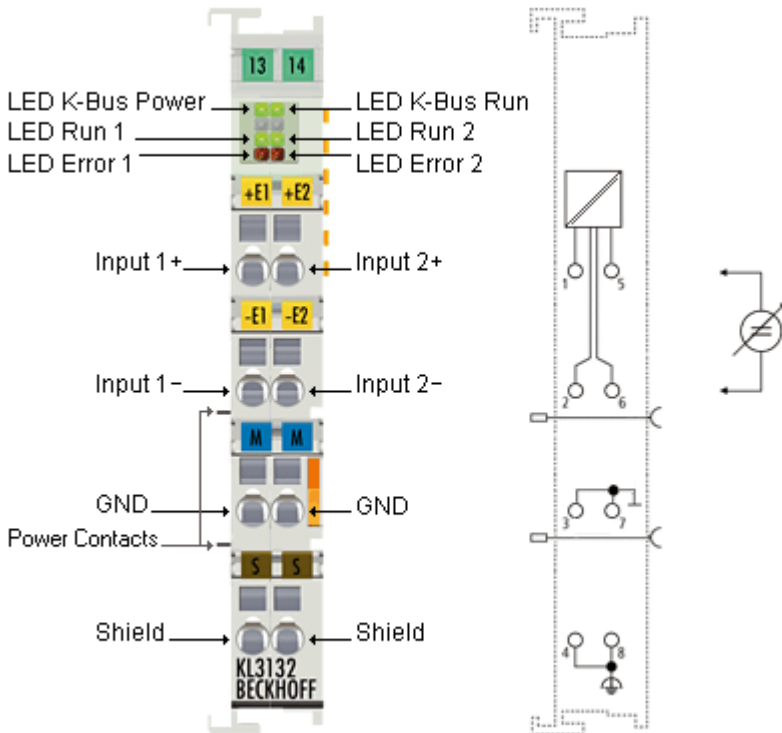 13 14
LED K-Bus Power LED K-Bus Run
LED Run 1 LED Run 2
LED Error 1 LED Error 2
+E1 +E2
Input 1+ Input 2+
1 5
-E1 -E2
Input 1− Input 2−
2 6
M M
GND GND
3 7
Power Contacts
S S
Shield Shield
4 8
KL3132
BECKHOFF